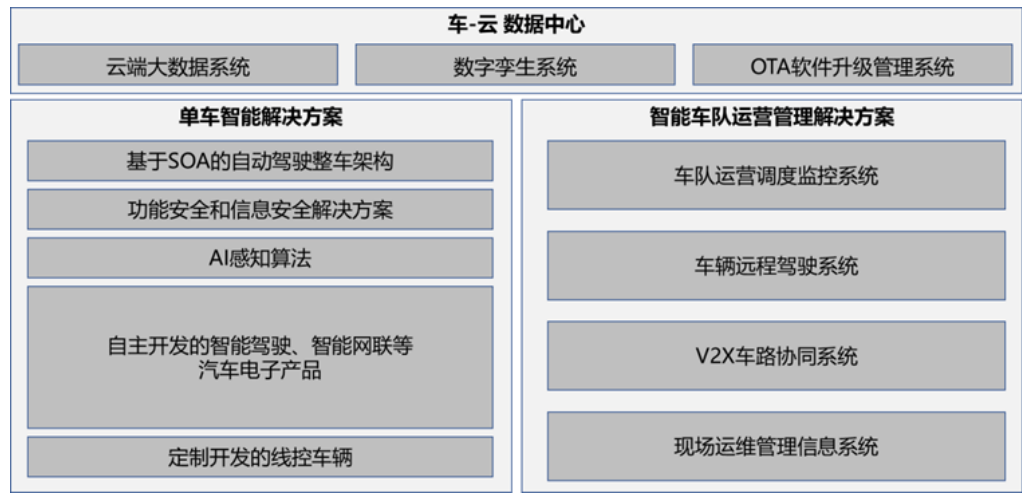 车-云 数据中心
云端大数据系统
数字孪生系统
OTA软件升级管理系统
单车智能解决方案
基于SOA的自动驾驶整车架构
功能安全和信息安全解决方案
AI感知算法
自主开发的智能驾驶、智能网联等
汽车电子产品
定制开发的线控车辆
智能车队运营管理解决方案
车队运营调度监控系统
车辆远程驾驶系统
V2X车路协同系统
现场运维管理信息系统